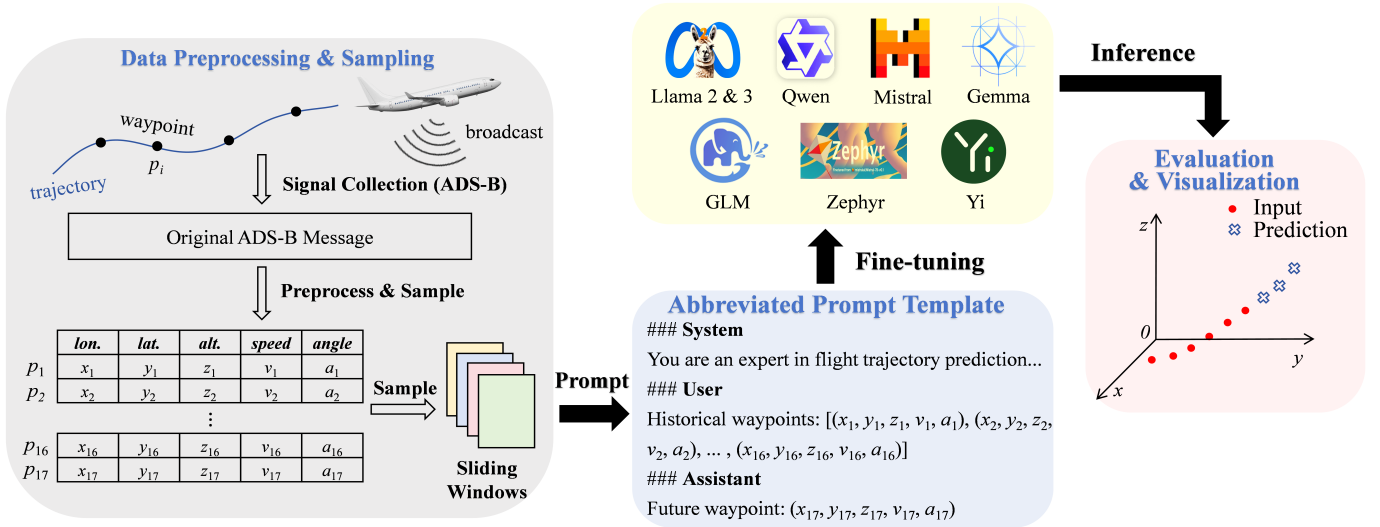 Data Preprocessing & Sampling
waypoint
p_i
trajectory
broadcast
Signal Collection (ADS-B)
Original ADS-B Message
Preprocess & Sample
lon. lat. alt. speed angle
p₁ x₁ y₁ z₁ v₁ a₁
p₂ x₂ y₂ z₂ v₂ a₂
⋮
p₁₆ x₁₆ y₁₆ z₁₆ v₁₆ a₁₆
p₁₇ x₁₇ y₁₇ z₁₇ v₁₇ a₁₇
Sample
Sliding
Windows
Prompt
Llama 2 & 3 Qwen Mistral Gemma
Zephyr
Yi
GLM Zephyr Yi
Fine-tuning
Abbreviated Prompt Template
### System
You are an expert in flight trajectory prediction...
### User
Historical waypoints: [(x₁, y₁, z₁, v₁, a₁), (x₂, y₂, z₂,
v₂, a₂), ... , (x₁₆, y₁₆, z₁₆, v₁₆, a₁₆)]
### Assistant
Future waypoint: (x₁₇, y₁₇, z₁₇, v₁₇, a₁₇)
Inference
Evaluation
& Visualization
Input
Prediction
z
0
y
x